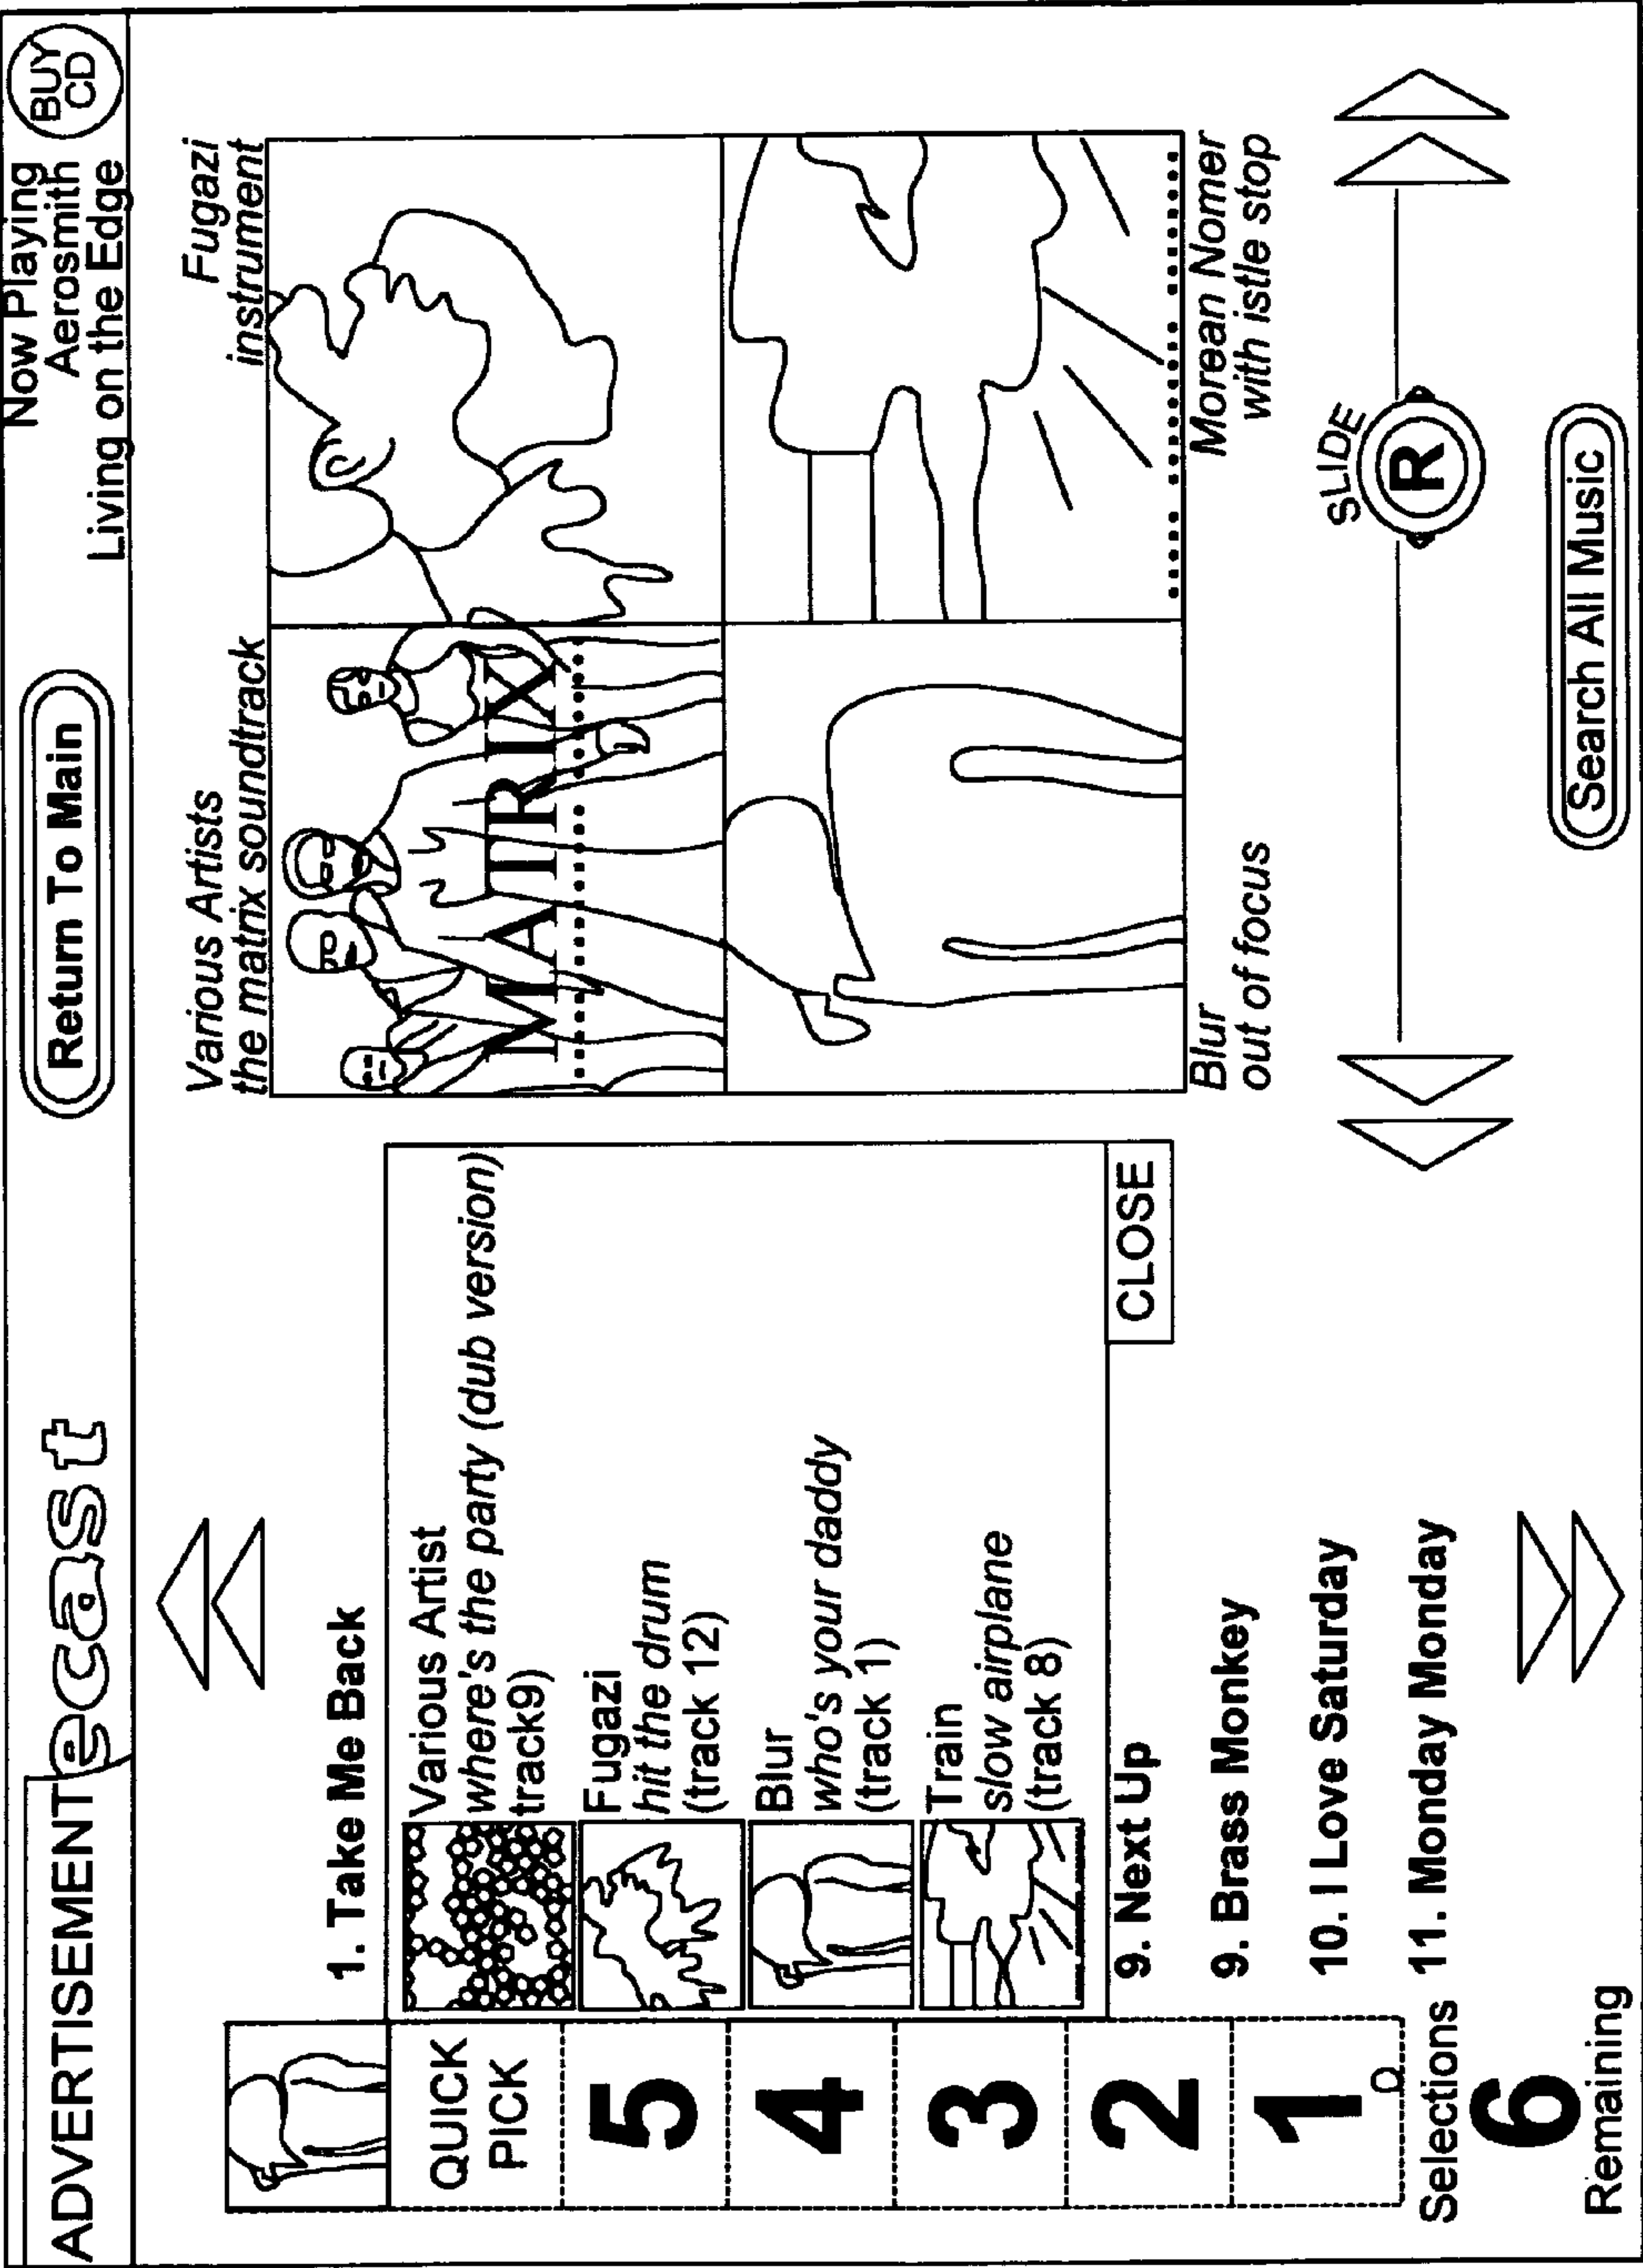 ADVERTISEMENT
ecast
Return To Main
Now Playing
Aerosmith
Living on the Edge
BUY
CD
QUICK
PICK
5
4
3
2
1
Selections
6
Remaining
1. Take Me Back
Various Artist
where's the party (dub version)
track9)
Fugazi
hit the drum
(track 12)
Blur
who's your daddy
(track 1)
Train
slow airplane
(track 8)
CLOSE
9. Next Up
9. Brass Monkey
10. I Love Saturday
11. Monday Monday
Various Artists
the matrix soundtrack
Fugazi
instrument
MATRIX
Blur
out of focus
Morean Nomer
with istle stop
SLIDE
R
Search All Music